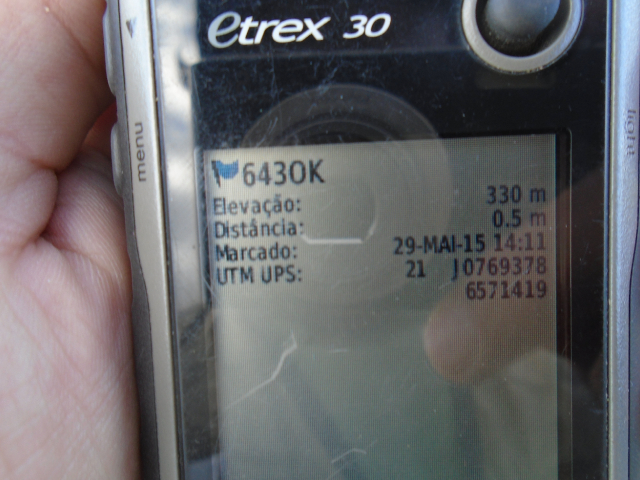 etrex 30
menu
light
643OK
Elevação: 330 m
Distância: 0.5 m
Marcado: 29-MAI-15 14:11
UTM UPS: 21 J 0769378
6571419